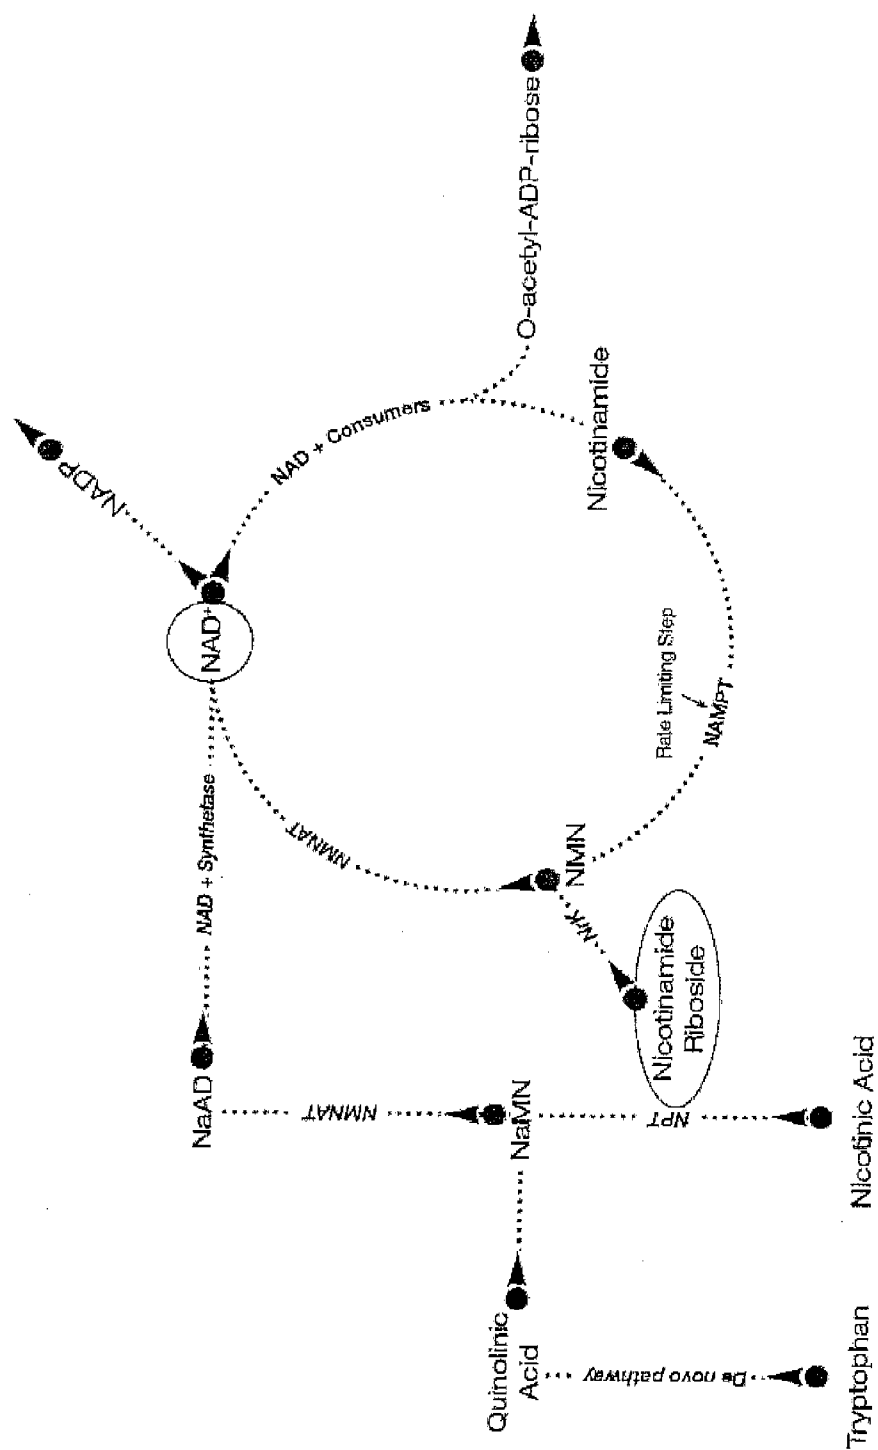 Tryptophan
De novo pathway
Quinolinic
Acid
Nicotinic Acid
NPT
NaMN
NMNAT
NaAD
NAD + Synthetase
NAD+
NADP
NMNAT
NMN
NrK
Nicotinamide
Riboside
Rate Limiting Step
NAMPT
Nicotinamide
NAD + Consumers
O-acetyl-ADP-ribose